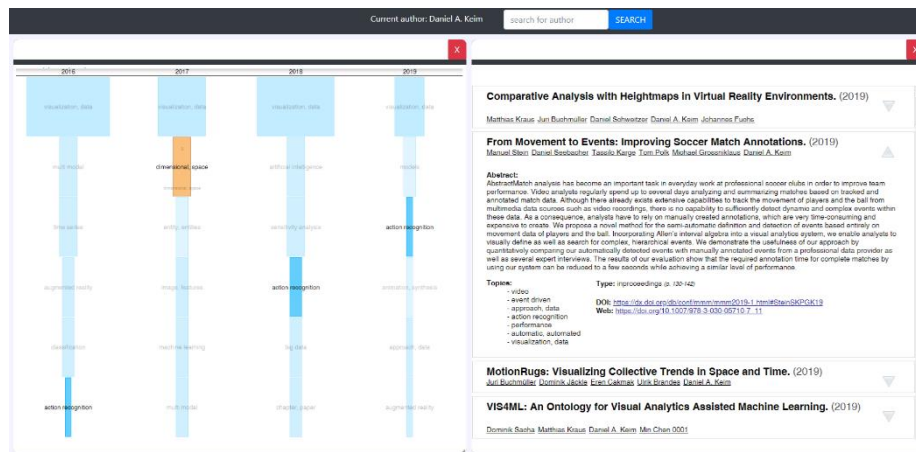 Current author: Daniel A. Keim
search for author
SEARCH
X
2016 2017 2018 2019
visualization, data visualization, data visualization, data visualization, data
multi modal dimensional, space artificial intelligence models
time series entity, entities sensitivity analysis action recognition
augmented reality image, features action recognition animation, synthesis
classification machine learning big data approach, data
action recognition multi modal chapter, paper augmented reality
X
Comparative Analysis with Heightmaps in Virtual Reality Environments. (2019)
Matthias Kraus Juri Buchmüller Daniel Schweitzer Daniel A. Keim Johannes Fuchs
From Movement to Events: Improving Soccer Match Annotations. (2019)
Manuel Stein Daniel Seebacher Tassilo Karge Tom Polk Michael Grossniklaus Daniel A. Keim
Abstract:
AbstractMatch analysis has become an important task in everyday work at professional soccer clubs in order to improve team
performance. Video analysts regularly spend up to several days analyzing and summarizing matches based on tracked and
annotated match data. Although there already exists extensive capabilities to track the movement of players and the ball from
multimedia data sources such as video recordings, there is no capability to sufficiently detect dynamic and complex events within
these data. As a consequence, analysts have to rely on manually created annotations, which are very time-consuming and
expensive to create. We propose a novel method for the semi-automatic definition and detection of events based entirely on
movement data of players and the ball. Incorporating Allen's interval algebra into a visual analytics system, we enable analysts to
visually define as well as search for complex, hierarchical events. We demonstrate the usefulness of our approach by
quantitatively comparing our automatically detected events with manually annotated events from a professional data provider as
well as several expert interviews. The results of our evaluation show that the required annotation time for complete matches by
using our system can be reduced to a few seconds while achieving a similar level of performance.
Topics:
- video
- event driven
- approach, data
- action recognition
- performance
- automatic, automated
- visualization, data
Type: inproceedings (p. 130-142)
DOI: https://dx.doi.org/db/conf/mmm/mmm2019-1.html#SteinSKPGK19
Web: https://doi.org/10.1007/978-3-030-05710-7_11
MotionRugs: Visualizing Collective Trends in Space and Time. (2019)
Juri Buchmüller Dominik Jäckle Eren Cakmak Ulrik Brandes Daniel A. Keim
VIS4ML: An Ontology for Visual Analytics Assisted Machine Learning. (2019)
Dominik Sacha Matthias Kraus Daniel A. Keim Min Chen 0001